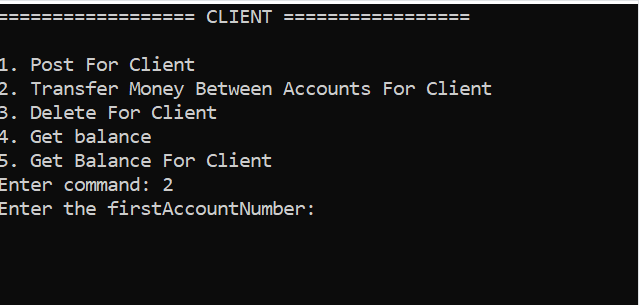 ================== CLIENT =================
1. Post For Client
2. Transfer Money Between Accounts For Client
3. Delete For Client
4. Get balance
5. Get Balance For Client
Enter command: 2
Enter the firstAccountNumber: